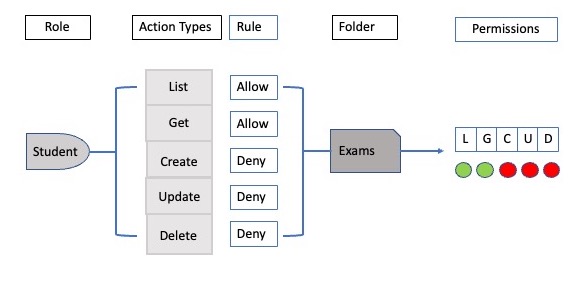 Role Action Types Rule Folder Permissions
List Allow
Get Allow
Student Create Deny Exams L G C U D
Update Deny
Delete Deny